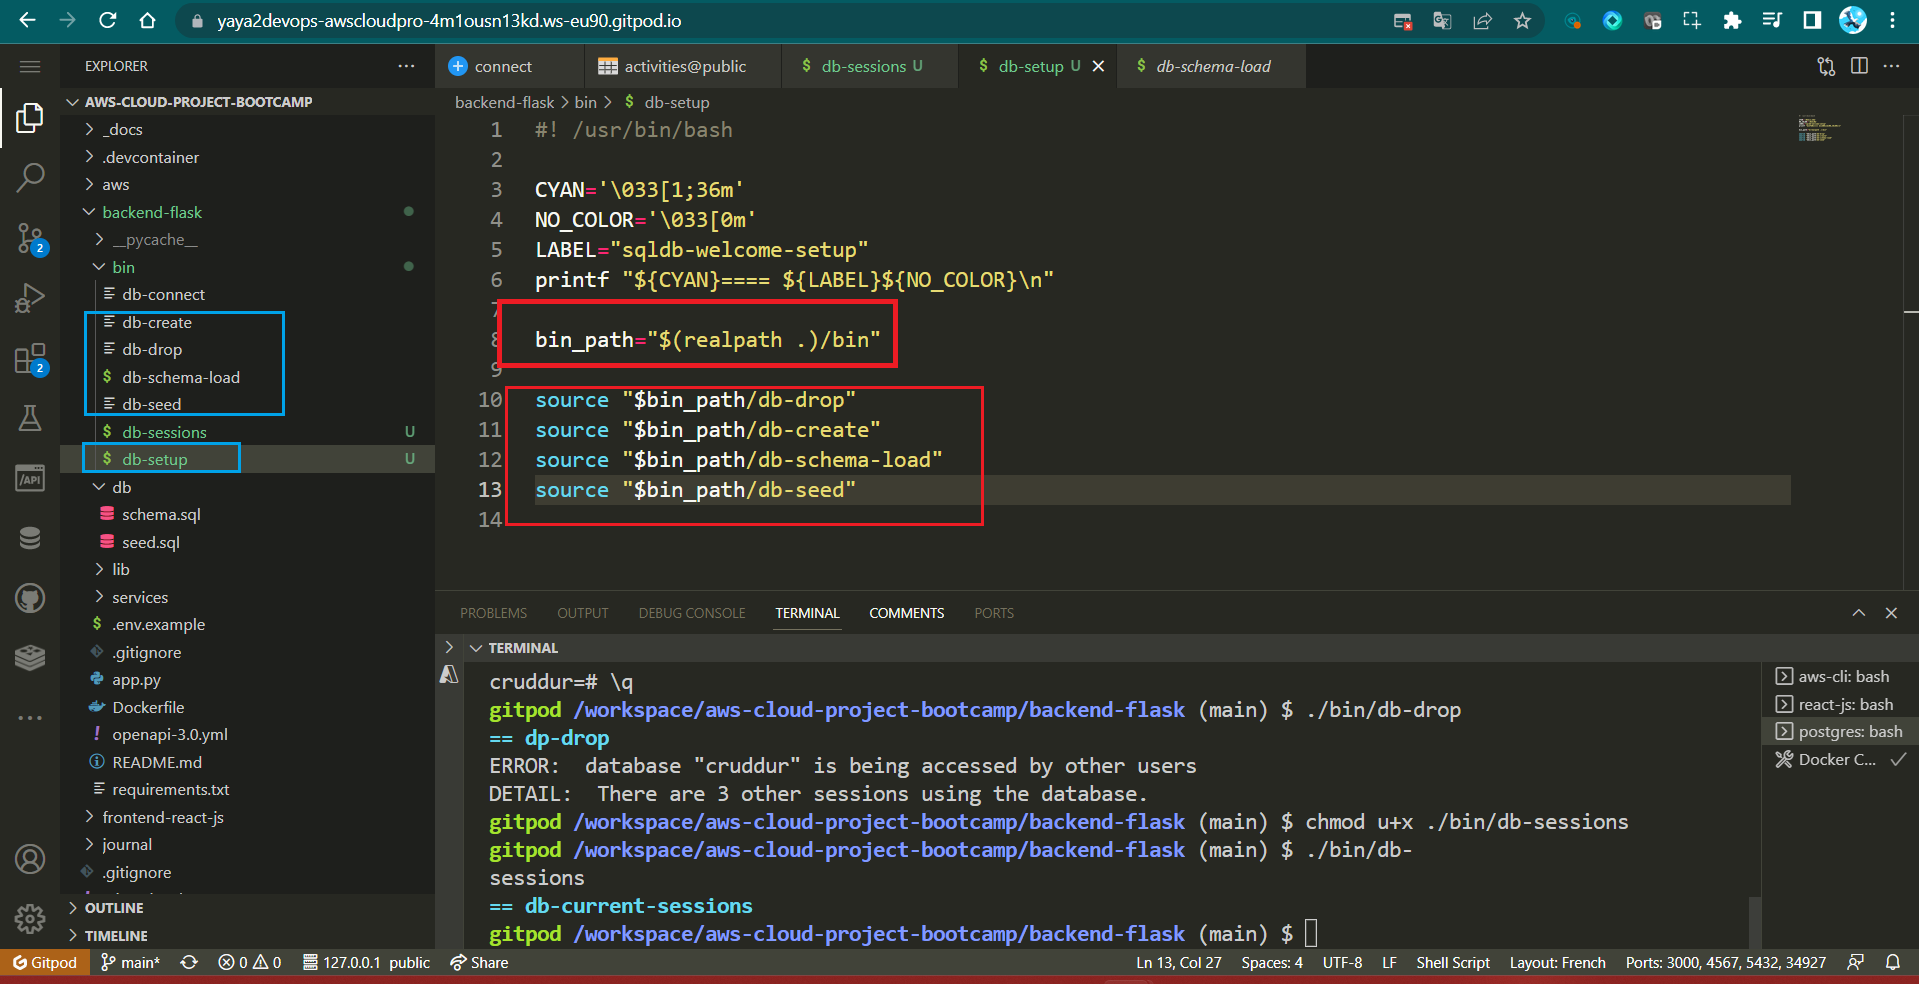 yaya2devops-awscloudpro-4m1ousn13kd.ws-eu90.gitpod.io
EXPLORER
AWS-CLOUD-PROJECT-BOOTCAMP
_docs
.devcontainer
aws
backend-flask
__pycache__
bin
db-connect
db-create
db-drop
db-schema-load
db-seed
db-sessions U
db-setup U
db
schema.sql
seed.sql
lib
services
.env.example
.gitignore
app.py
Dockerfile
openapi-3.0.yml
README.md
requirements.txt
frontend-react-js
journal
.gitignore
OUTLINE
TIMELINE
2
2
/API
connect
activities@public
$ db-sessions U
$ db-setup U
$ db-schema-load
backend-flask > bin > $ db-setup
1 #! /usr/bin/bash
2
3 CYAN='\033[1;36m'
4 NO_COLOR='\033[0m'
5 LABEL="sqldb-welcome-setup"
6 printf "${CYAN}==== ${LABEL}${NO_COLOR}\n"
7
8 bin_path="$(realpath .)/bin"
9
10 source "$bin_path/db-drop"
11 source "$bin_path/db-create"
12 source "$bin_path/db-schema-load"
13 source "$bin_path/db-seed"
14
PROBLEMS OUTPUT DEBUG CONSOLE TERMINAL COMMENTS PORTS
TERMINAL
cruddur=# \q
gitpod /workspace/aws-cloud-project-bootcamp/backend-flask (main) $ ./bin/db-drop
== dp-drop
ERROR:  database "cruddur" is being accessed by other users
DETAIL:  There are 3 other sessions using the database.
gitpod /workspace/aws-cloud-project-bootcamp/backend-flask (main) $ chmod u+x ./bin/db-sessions
gitpod /workspace/aws-cloud-project-bootcamp/backend-flask (main) $ ./bin/db-
sessions
== db-current-sessions
gitpod /workspace/aws-cloud-project-bootcamp/backend-flask (main) $
aws-cli: bash
react-js: bash
postgres: bash
Docker C...
Gitpod main* 0 0 127.0.0.1 public Share Ln 13, Col 27 Spaces: 4 UTF-8 LF Shell Script Layout: French Ports: 3000, 4567, 5432, 34927